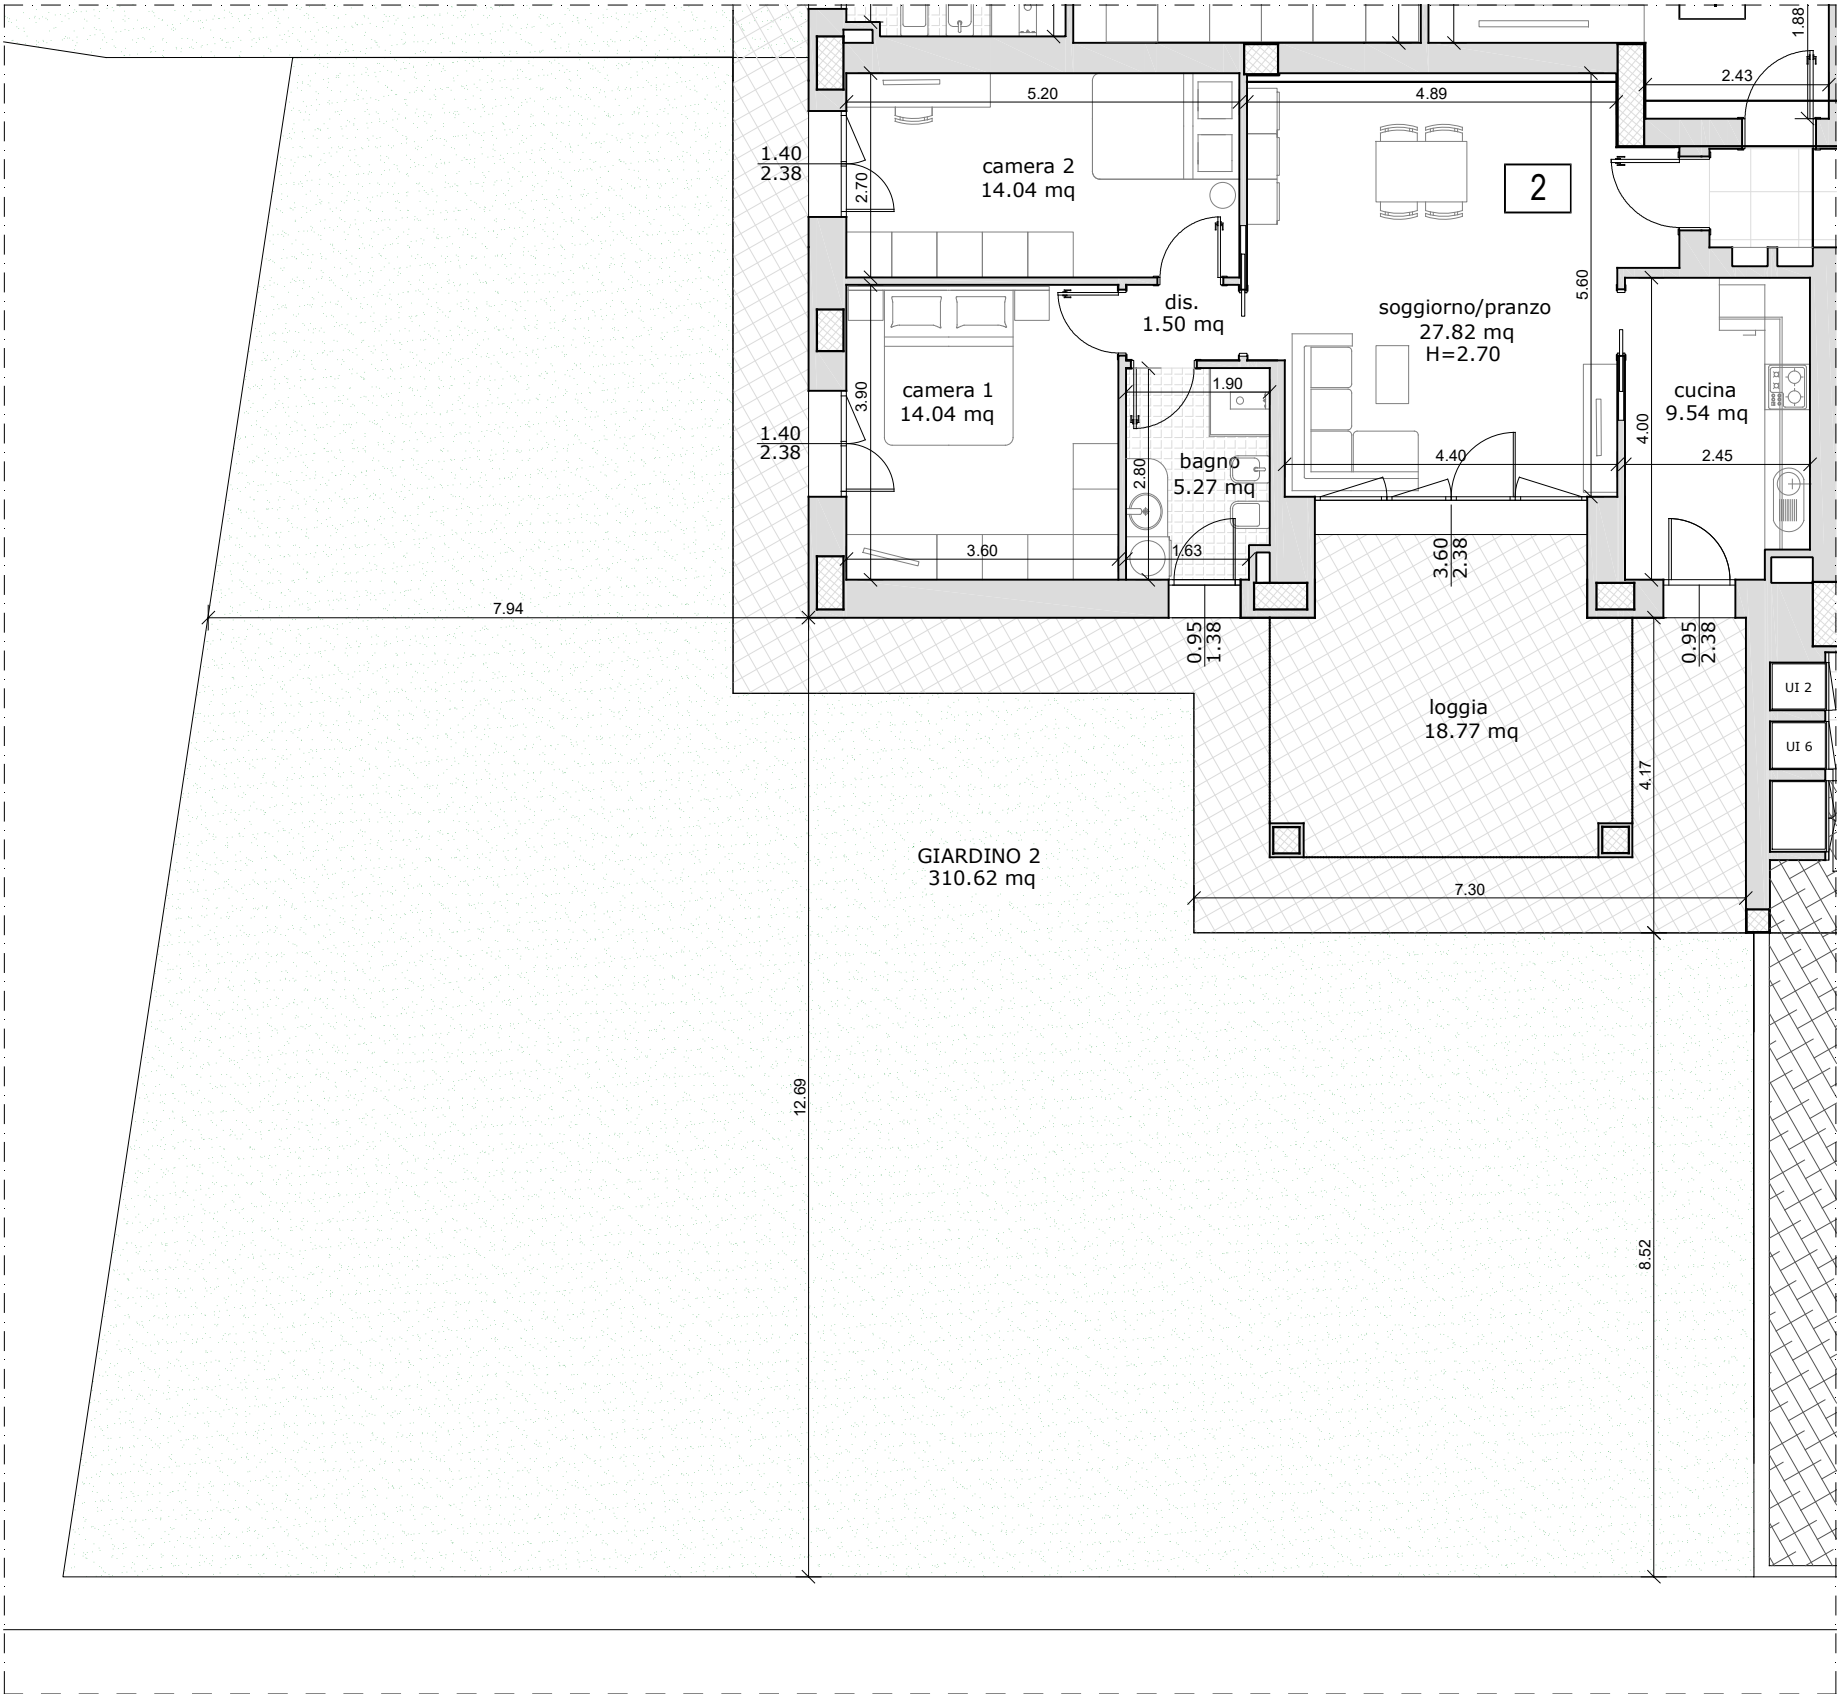 1.88
2.43
5.20
4.89
1.40
2.38
2.70
camera 2
14.04 mq
2
5.60
dis.
1.50 mq
soggiorno/pranzo
27.82 mq
H=2.70
camera 1
14.04 mq
3.90
1.90
cucina
9.54 mq
4.00
1.40
2.38
bagno
5.27 mq
2.80
4.40
2.45
3.60
1.63
3.60
2.38
7.94
0.95
1.38
0.95
2.38
UI 2
loggia
18.77 mq
UI 6
4.17
GIARDINO 2
310.62 mq
7.30
12.69
8.52